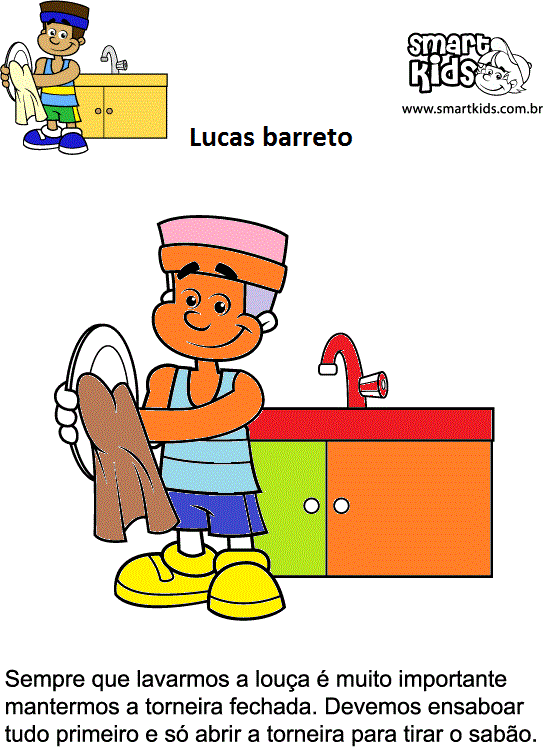 smart
kids
www.smartkids.com.br
Lucas barreto
Sempre que lavarmos a louça é muito importante
mantermos a torneira fechada. Devemos ensaboar
tudo primeiro e só abrir a torneira para tirar o sabão.